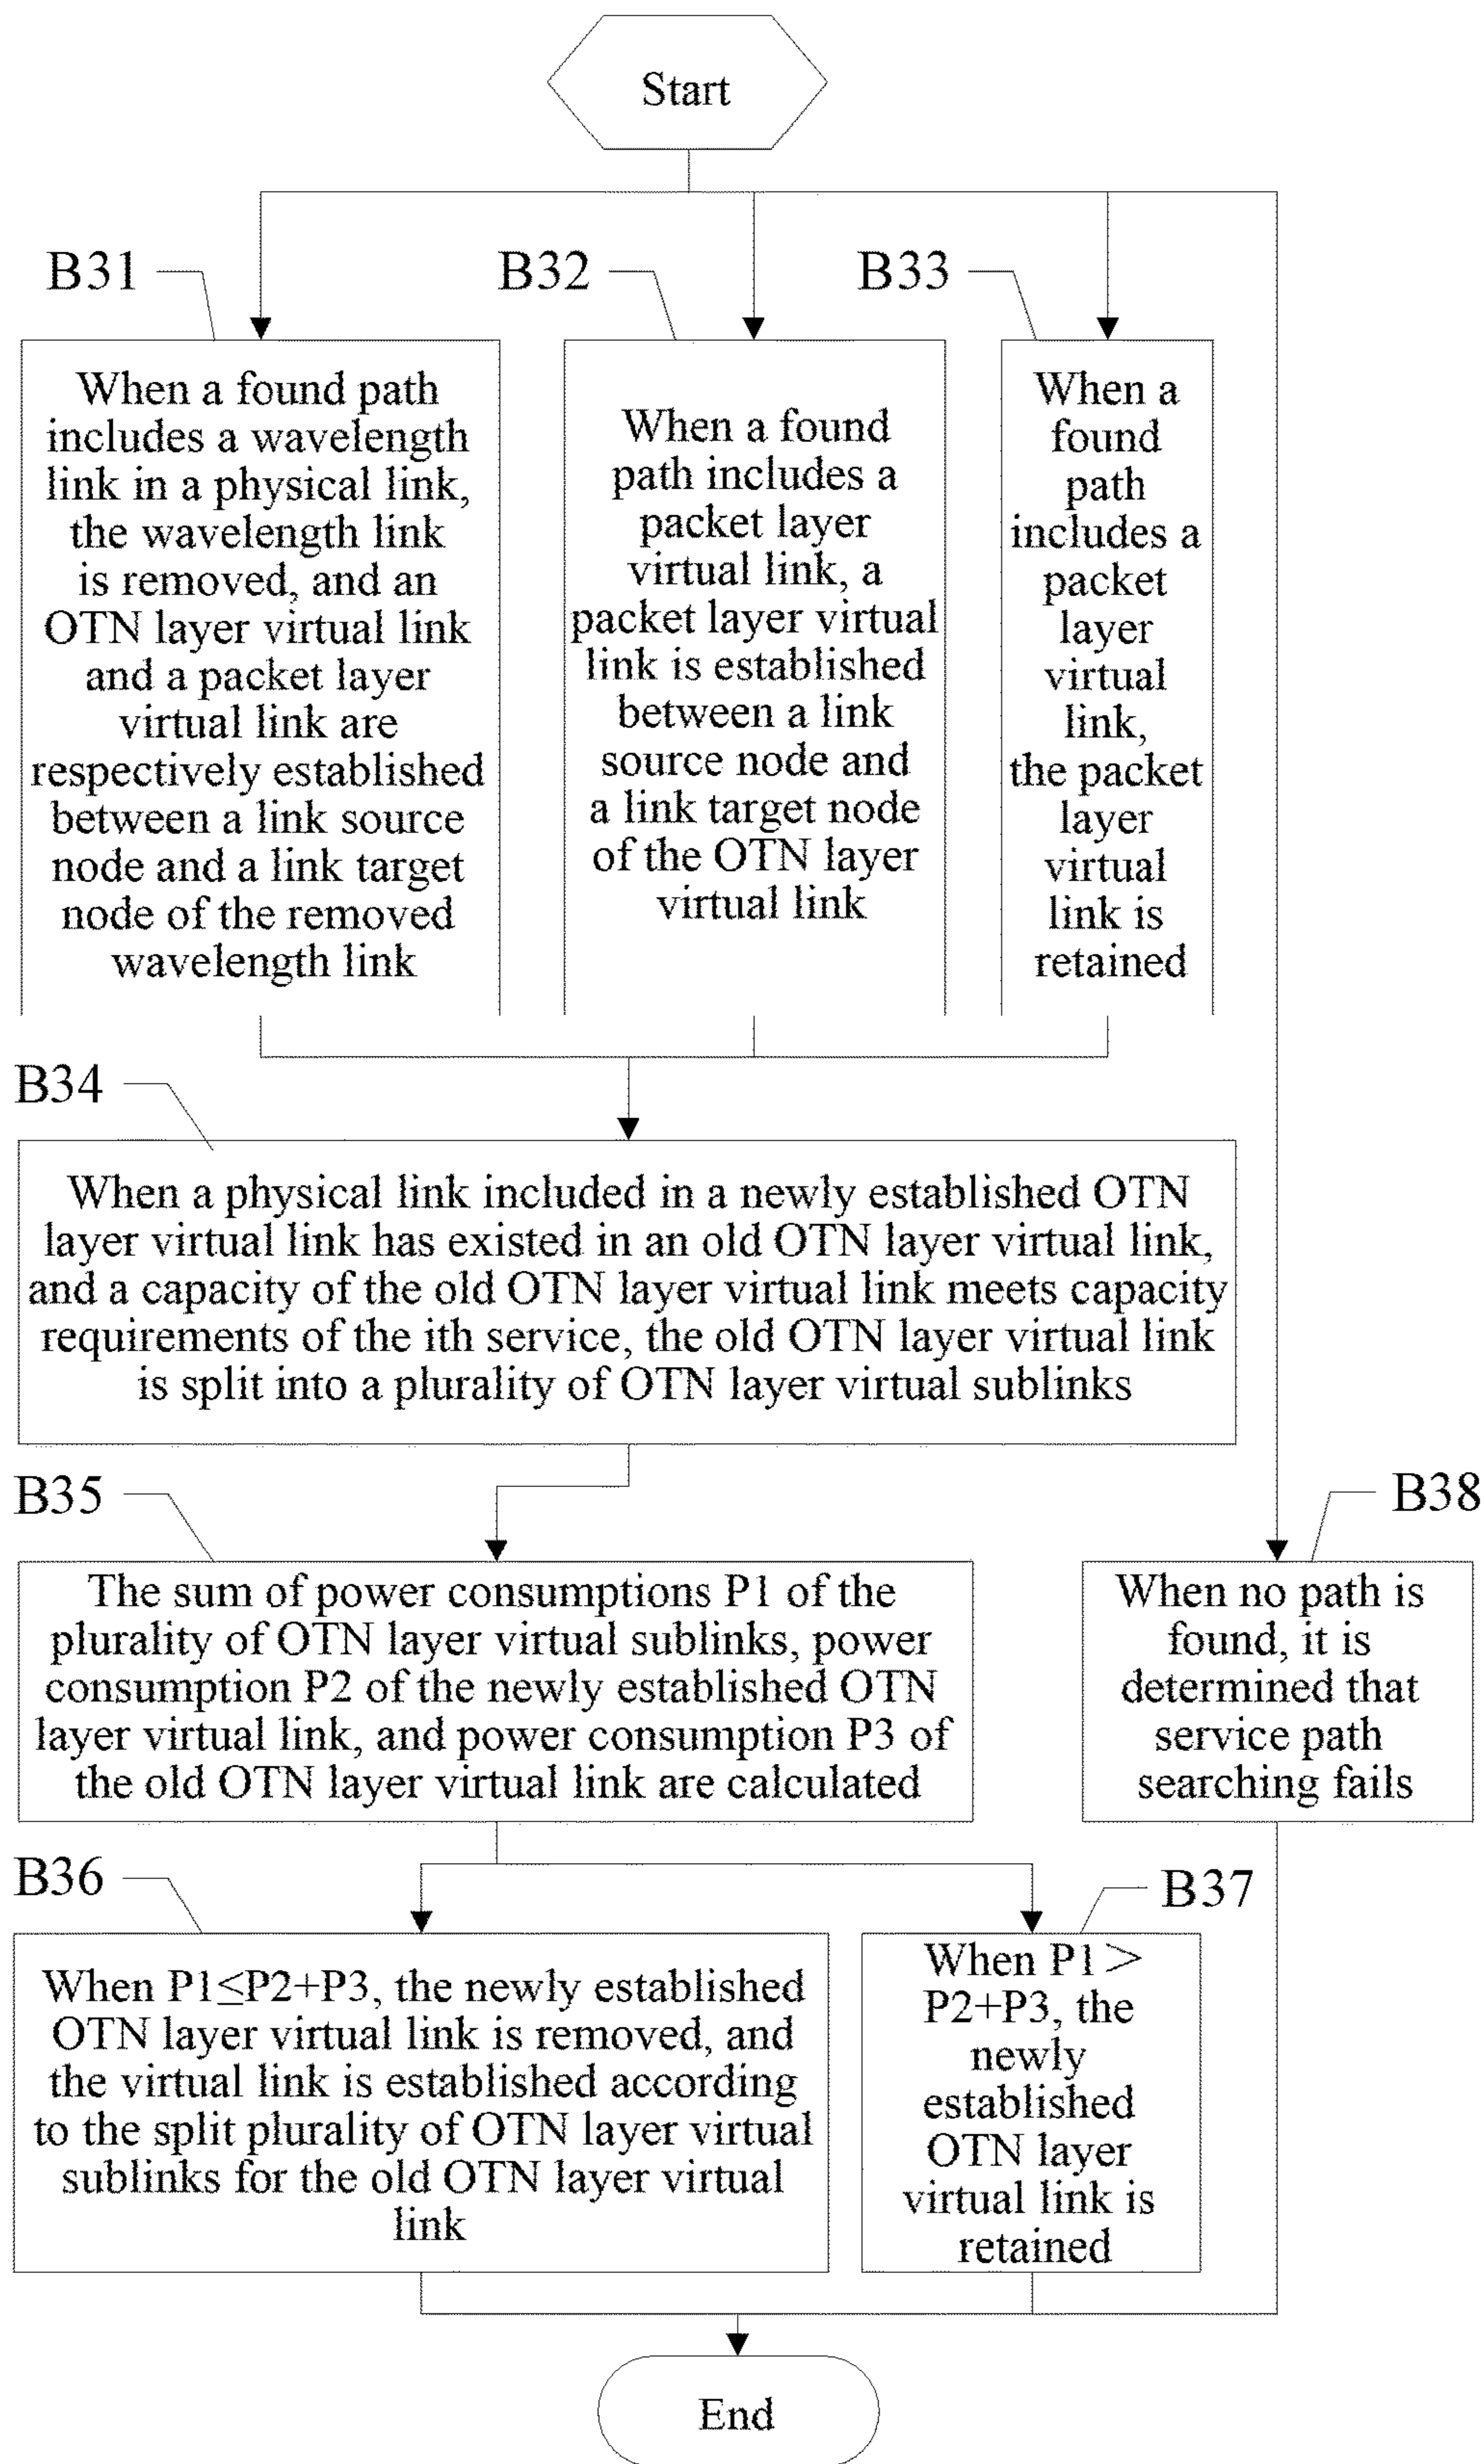 Start
B31
When a found path
includes a wavelength
link in a physical link,
the wavelength link
is removed, and an
OTN layer virtual link
and a packet layer
virtual link are
respectively established
between a link source
node and a link target
node of the removed
wavelength link
B32
When a found
path includes a
packet layer
virtual link, a
packet layer virtual
link is established
between a link
source node and
a link target node
of the OTN layer
virtual link
B33
When a
found
path
includes a
packet
layer
virtual
link,
the packet
layer
virtual
link is
retained
B34
When a physical link included in a newly established OTN
layer virtual link has existed in an old OTN layer virtual link,
and a capacity of the old OTN layer virtual link meets capacity
requirements of the ith service, the old OTN layer virtual link
is split into a plurality of OTN layer virtual sublinks
B35
The sum of power consumptions P1 of the
plurality of OTN layer virtual sublinks, power
consumption P2 of the newly established OTN
layer virtual link, and power consumption P3 of
the old OTN layer virtual link are calculated
B38
When no path is
found, it is
determined that
service path
searching fails
B36
When P1≤P2+P3, the newly established
OTN layer virtual link is removed, and
the virtual link is established according
to the split plurality of OTN layer virtual
sublinks for the old OTN layer virtual
link
B37
When P1 >
P2+P3, the
newly
established
OTN layer
virtual link is
retained
End